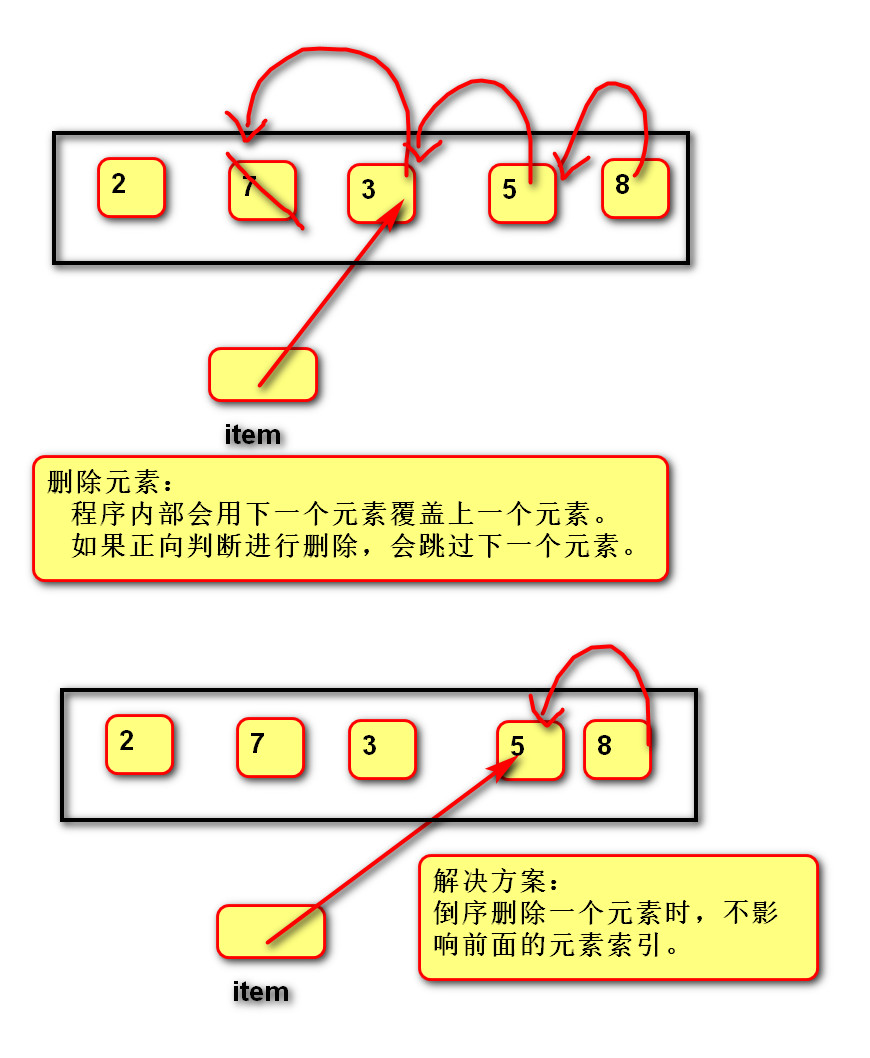 2 7 3 5 8
item
删除元素:
程序内部会用下一个元素覆盖上一个元素。
如果正向判断进行删除，会跳过下一个元素。
2 7 3 5 8
item
解决方案:
倒序删除一个元素时，不影
响前面的元素索引。